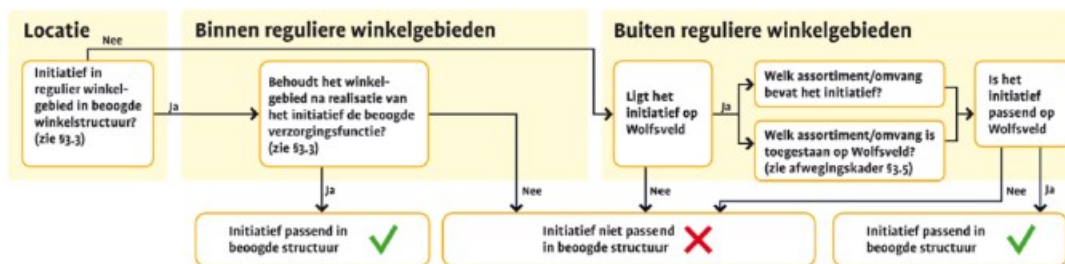 Locatie
Binnen reguliere winkelgebieden
Buiten reguliere winkelgebieden
Nee
Initiatief in
regulier winkel-
gebied in beoogde
winkelstructuur?
(zie §3.3)
Ja
Behoudt het winkel-
gebied na realisatie van
het initiatief de beoogde
verzorgingsfunctie?
(zie §3.3)
Ligt het
initiatief op
Wolfsveld
Ja
Welk assortiment/omvang
bevat het initiatief?
Welk assortiment/omvang is
toegestaan op Wolfsveld?
(zie afwegingskader §3.5)
Is het
initiatief
passend op
Wolfsveld
Ja
Nee
Nee
Nee
Ja
Initiatief passend in
beoogde structuur
Initiatief niet passend
in beoogde structuur
Initiatief passend in
beoogde structuur